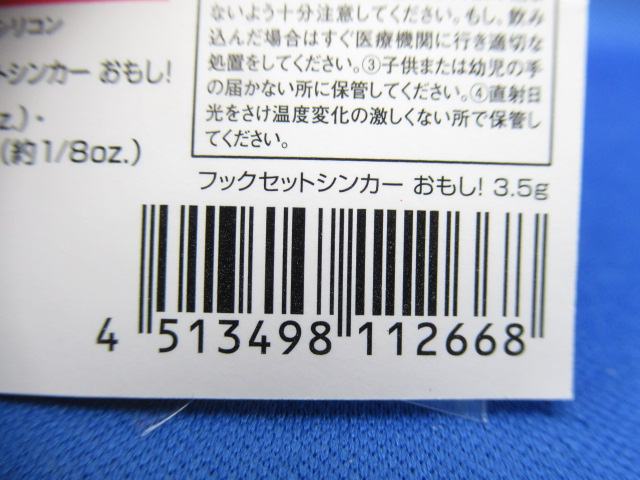 シリコン
ットシンカー おもし!
z.)・
(約1/8oz.)
ないよう十分注意してください。もし、飲み
込んだ場合はすぐ医療機関に行き適切な
処置をしてください。③子供または幼児の手
の届かない所に保管してください。④直射日
光をさけ温度変化の激しくない所で保管し
てください。
フックセットシンカー おもし! 3.5g
4 513498 112668